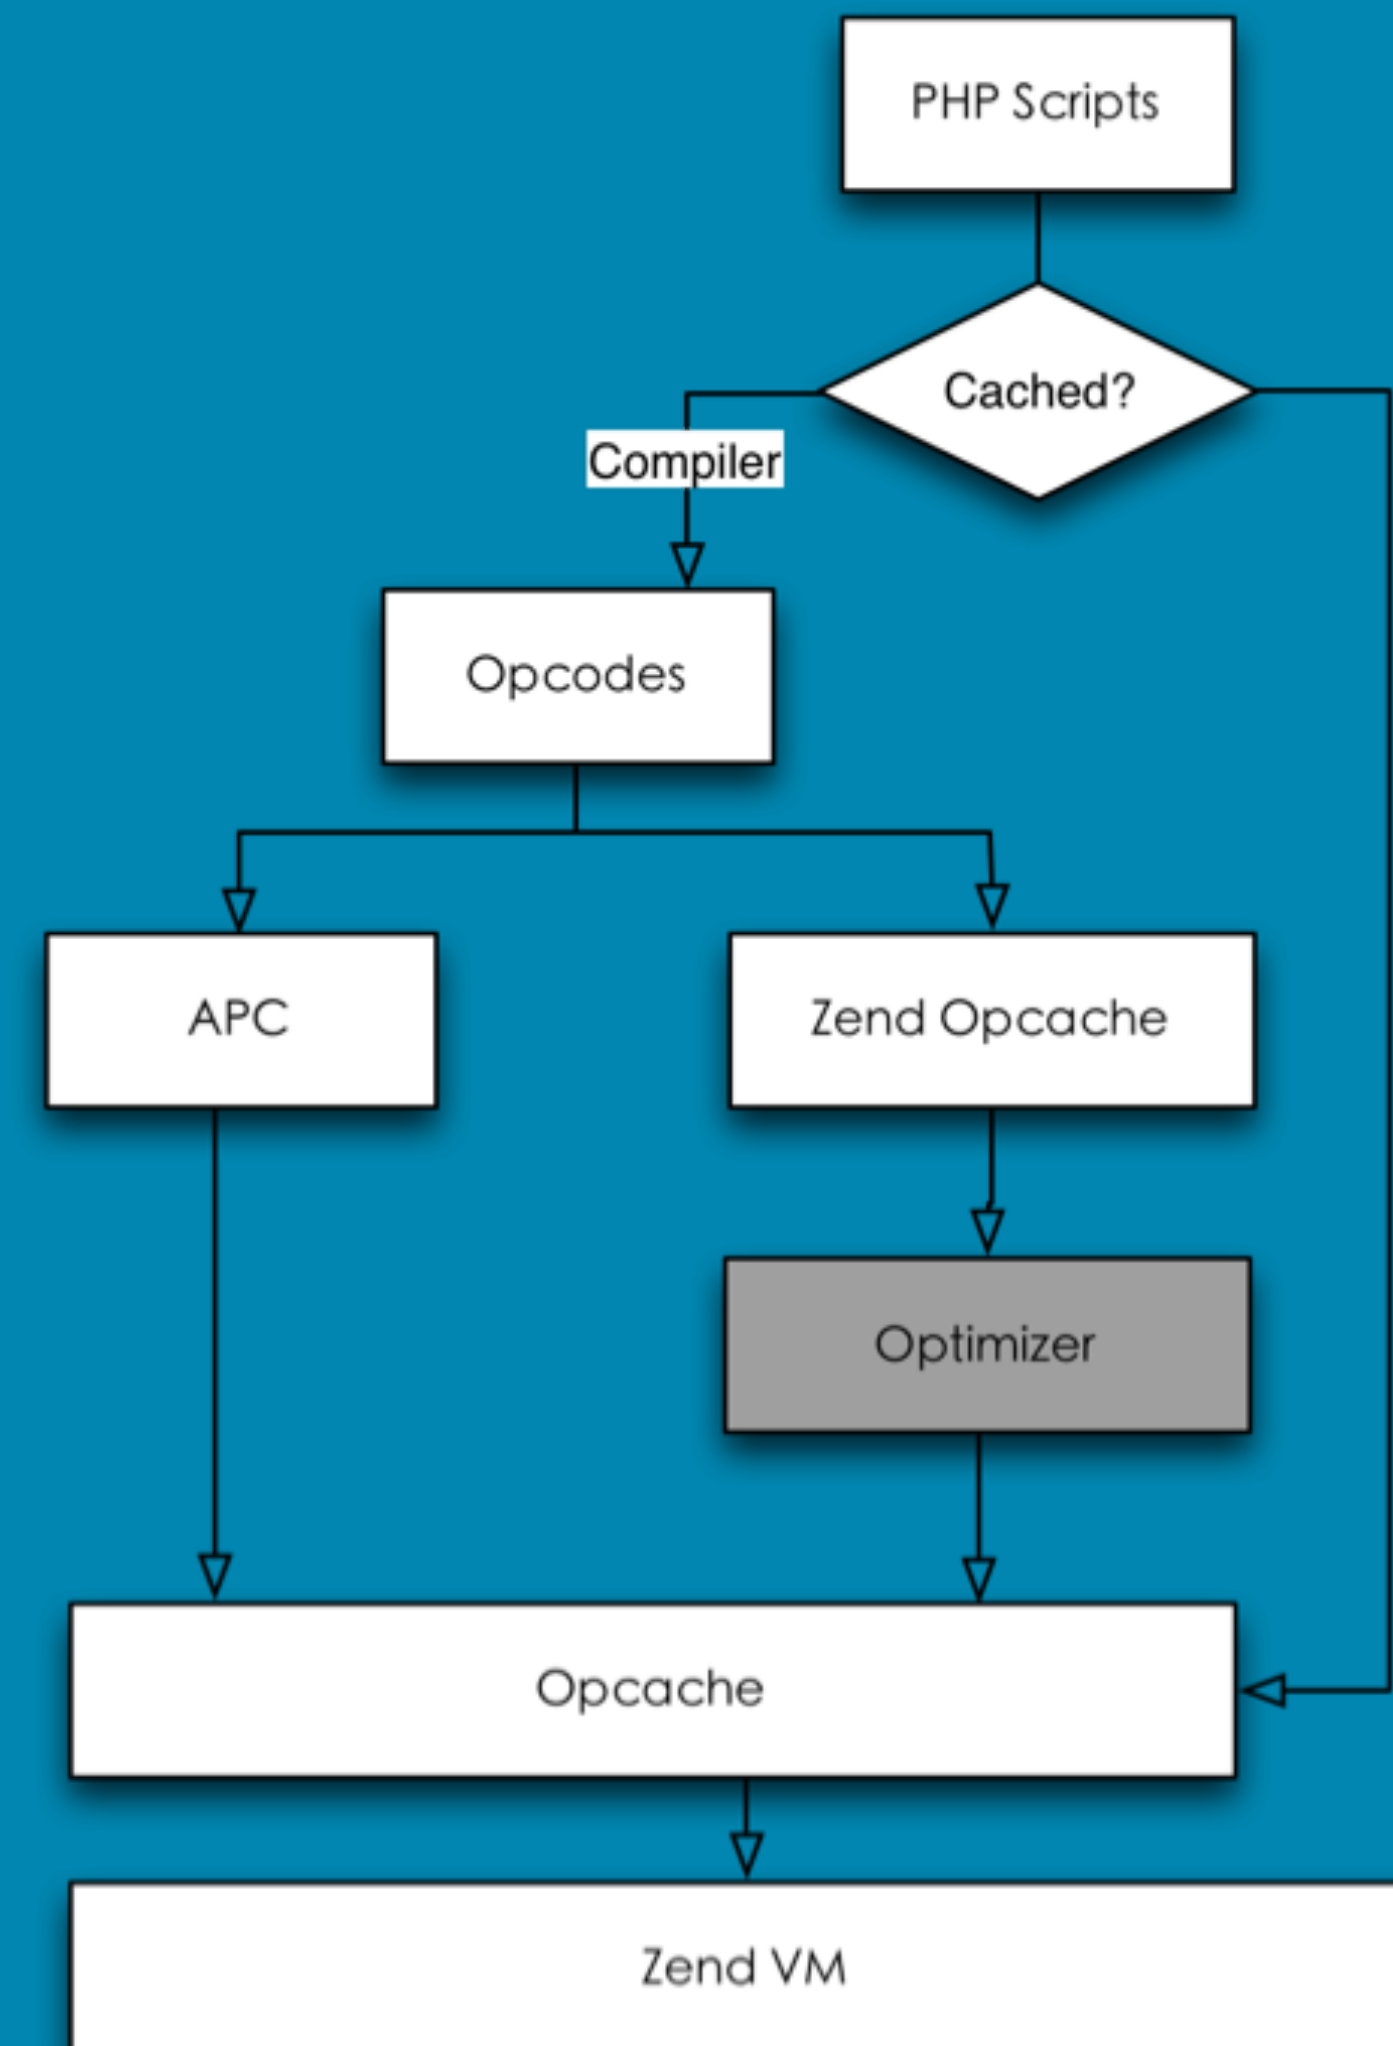 PHP Scripts
Cached?
Compiler
Opcodes
APC
Zend Opcache
Optimizer
Opcache
Zend VM